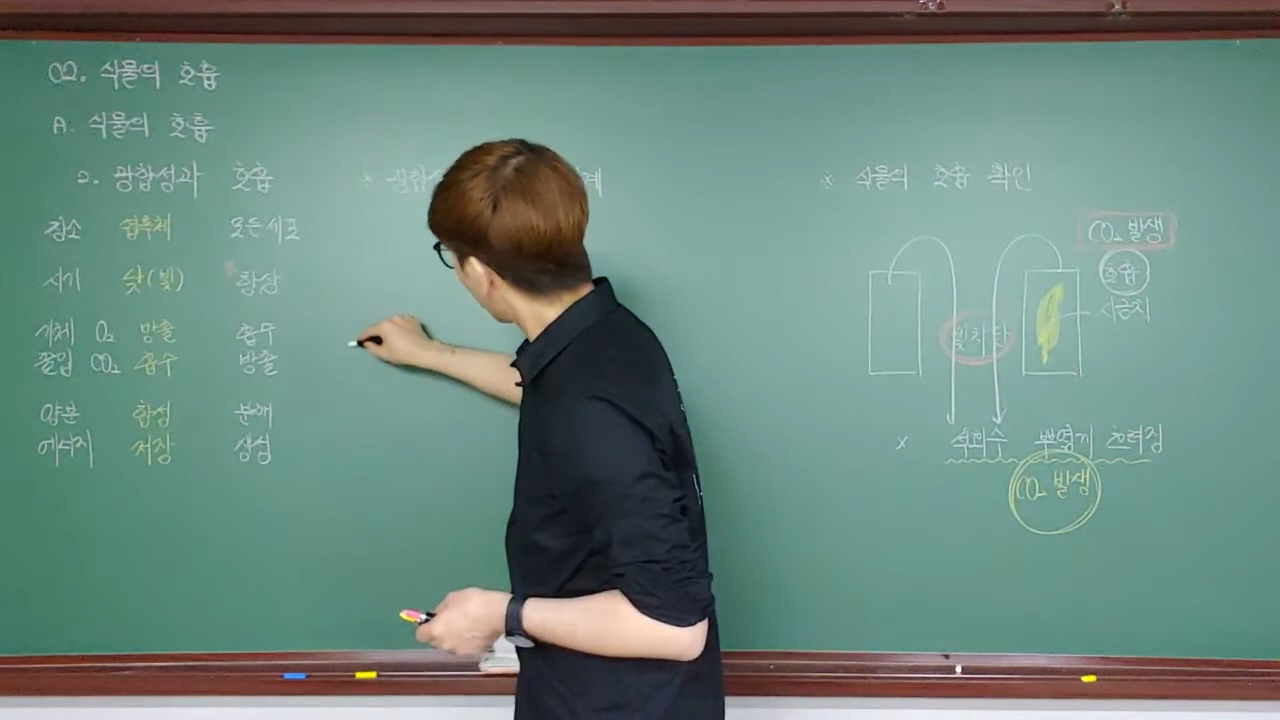 02. 식물의 호흡
A. 식물의 호흡
2. 광합성과 호흡
장소 엽록체 모든세포
시기 낮(빛) 항상
기체 O₂ 방출 흡수
출입 CO₂ 흡수 방출
양분 합성 분해
에너지 저장 생성
※ 광합
계
※ 식물의 호흡 확인
CO₂ 발생
호흡
시금치
빛차단
× 석회수 뿌옇게 흐려짐
CO₂ 발생